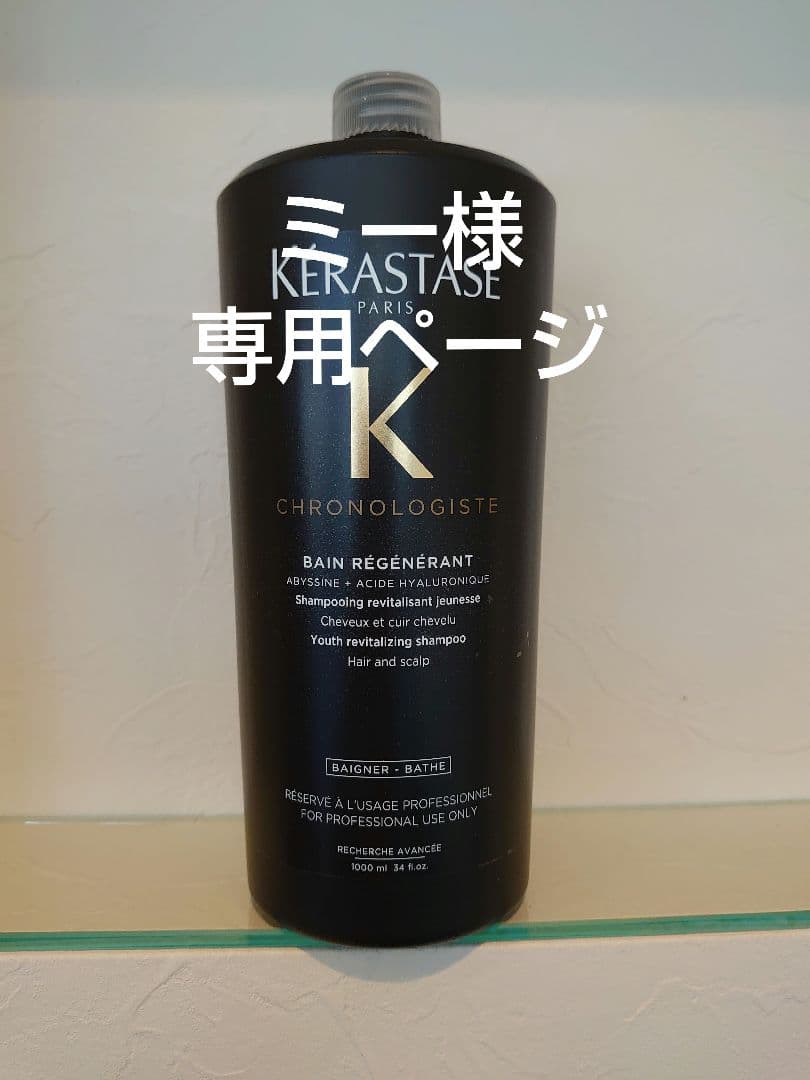 ミー様
KÉRASTASE
PARIS
専用ページ
K
CHRONOLOGISTE
BAIN RÉGÉNÉRANT
ABYSSINE + ACIDE HYALURONIQUE
Shampooing revitalisant jeunesse
Cheveux et cuir chevelu
Youth revitalizing shampoo
Hair and scalp
BAIGNER - BATHE
RÉSERVÉ À L'USAGE PROFESSIONNEL
FOR PROFESSIONAL USE ONLY
RECHERCHE AVANCÉE
1000 ml 34 fl.oz.